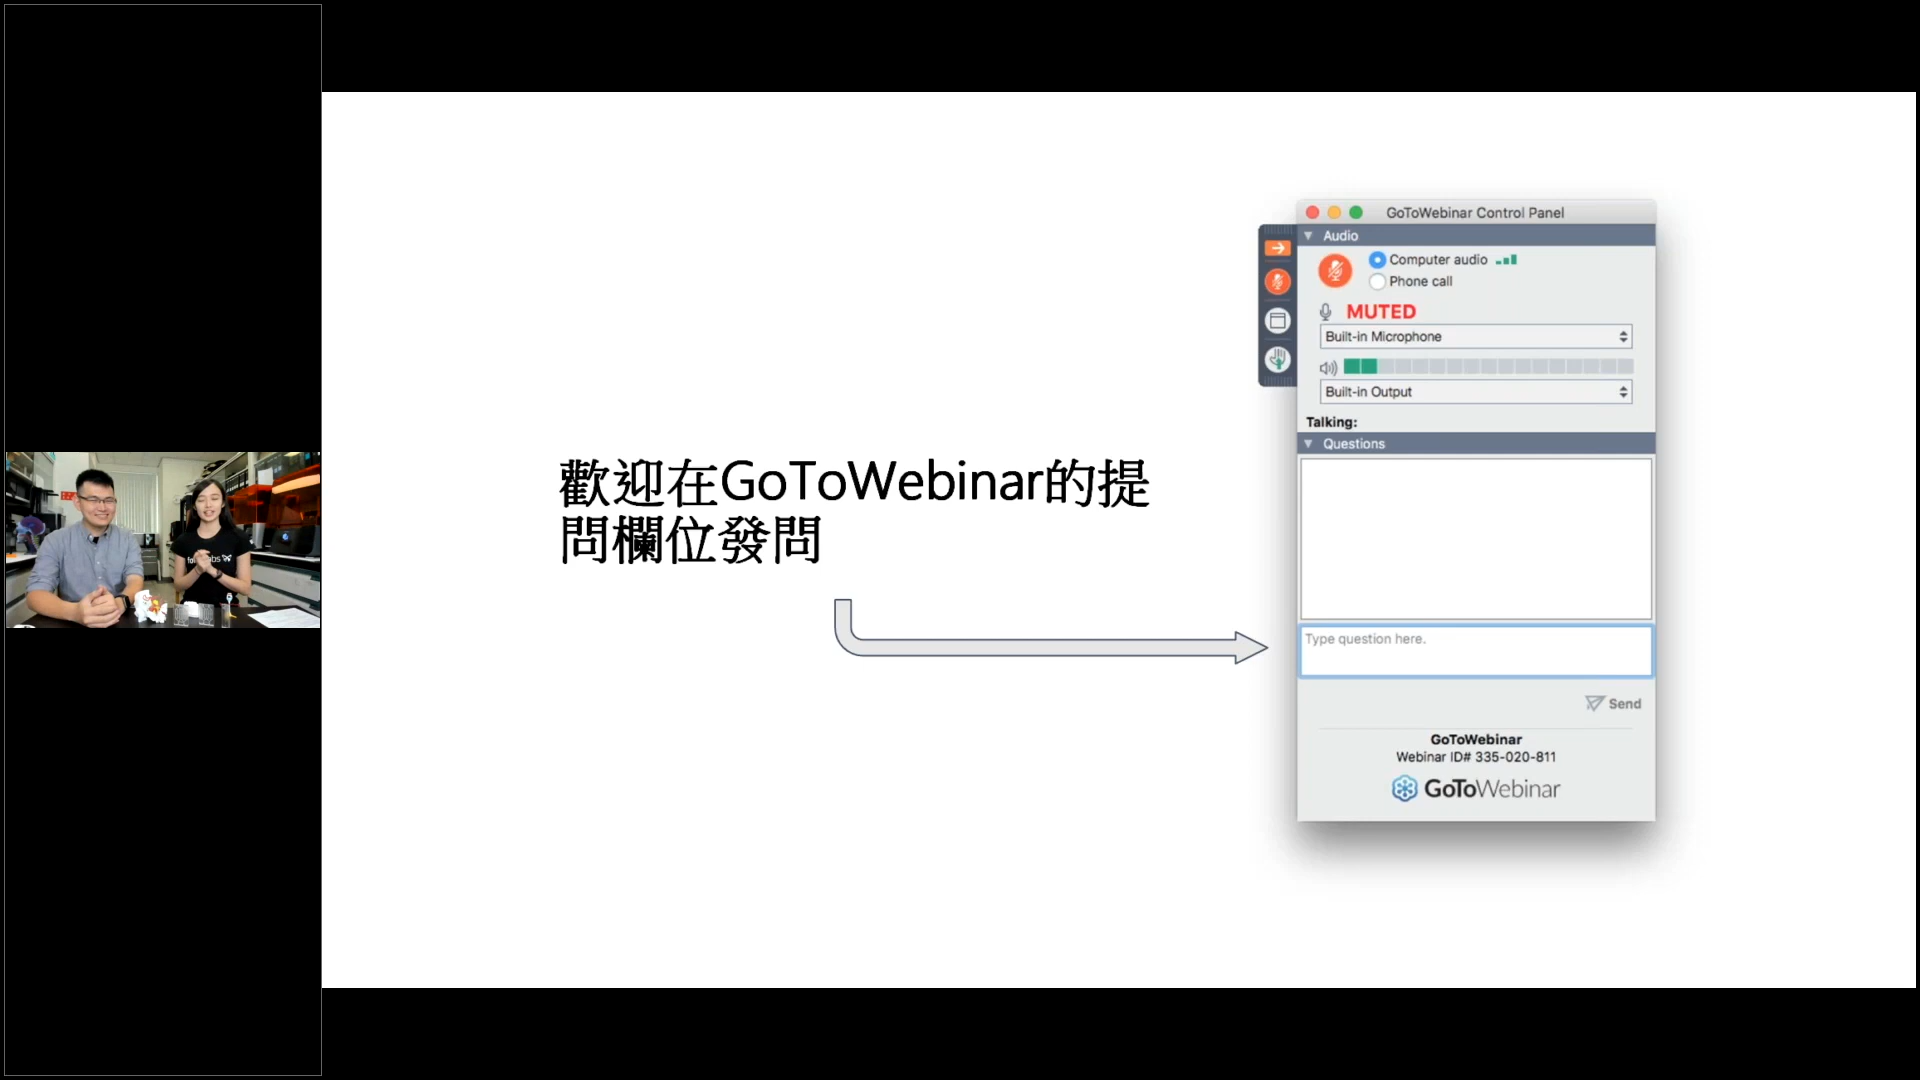 歡迎在GoToWebinar的提
問欄位發問
GoToWebinar Control Panel
Audio
Computer audio
Phone call
MUTED
Built-in Microphone
Built-in Output
Talking:
Questions
Type question here.
Send
GoToWebinar
Webinar ID# 335-020-811
GoToWebinar